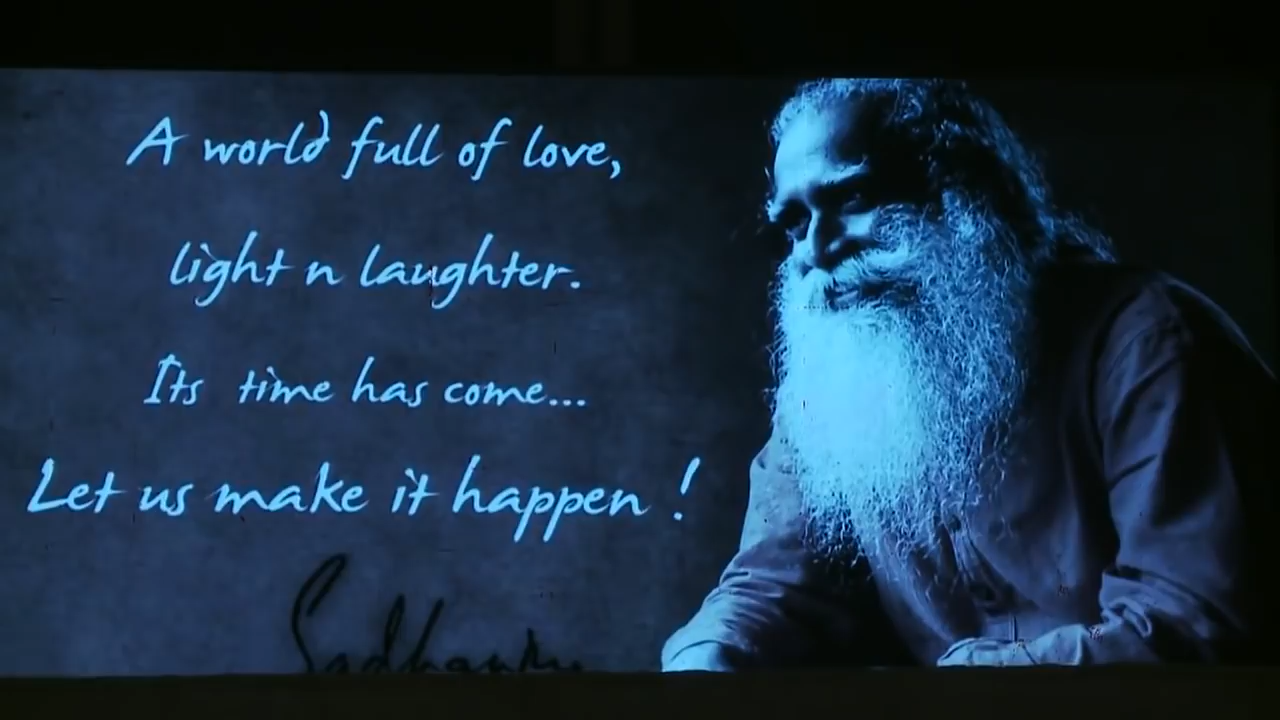 A world full of love,
light n laughter.
Its time has come...
Let us make it happen !